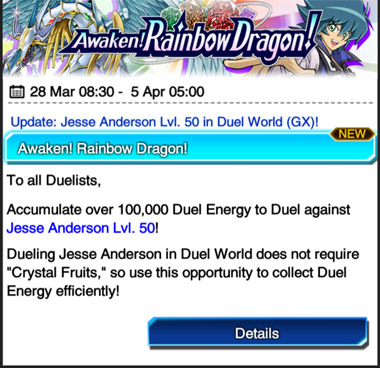 Awaken! Rainbow Dragon!
28 Mar 08:30 - 5 Apr 05:00
Update: Jesse Anderson Lvl. 50 in Duel World (GX)!
NEW
Awaken! Rainbow Dragon!
To all Duelists,
Accumulate over 100,000 Duel Energy to Duel against
Jesse Anderson Lvl. 50!
Dueling Jesse Anderson in Duel World does not require
"Crystal Fruits," so use this opportunity to collect Duel
Energy efficiently!
Details